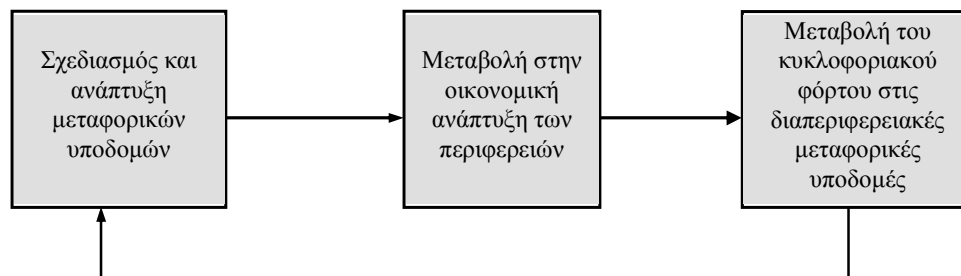 Σχεδιασμός και
ανάπτυξη
μεταφορικών
υποδομών
Μεταβολή στην
οικονομική
ανάπτυξη των
περιφερειών
Μεταβολή του
κυκλοφοριακού
φόρτου στις
διαπεριφερειακές
μεταφορικές
υποδομές